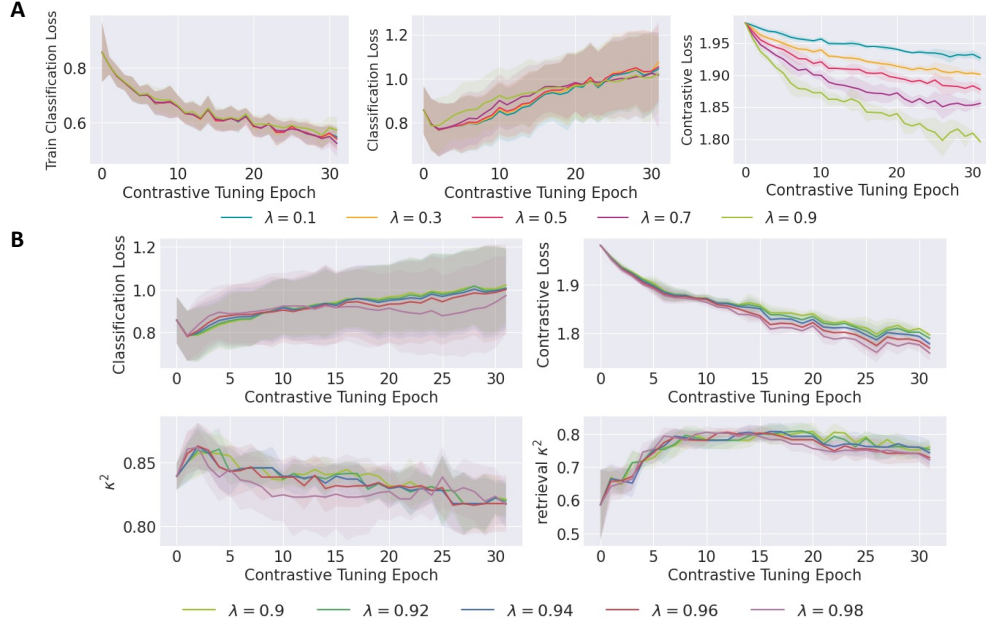 A
Train Classification Loss
0.8
0.6
0 10 20 30
Contrastive Tuning Epoch
Classification Loss
1.2
1.0
0.8
0 10 20 30
Contrastive Tuning Epoch
Contrastive Loss
1.95
1.90
1.85
1.80
0 10 20 30
Contrastive Tuning Epoch
λ = 0.1 λ = 0.3 λ = 0.5 λ = 0.7 λ = 0.9
B
Classification Loss
1.2
1.0
0.8
0 5 10 15 20 25 30
Contrastive Tuning Epoch
Contrastive Loss
1.9
1.8
0 5 10 15 20 25 30
Contrastive Tuning Epoch
κ²
0.85
0.80
0 5 10 15 20 25 30
Contrastive Tuning Epoch
retrieval κ²
0.8
0.7
0.6
0.5
0 5 10 15 20 25 30
Contrastive Tuning Epoch
λ = 0.9 λ = 0.92 λ = 0.94 λ = 0.96 λ = 0.98